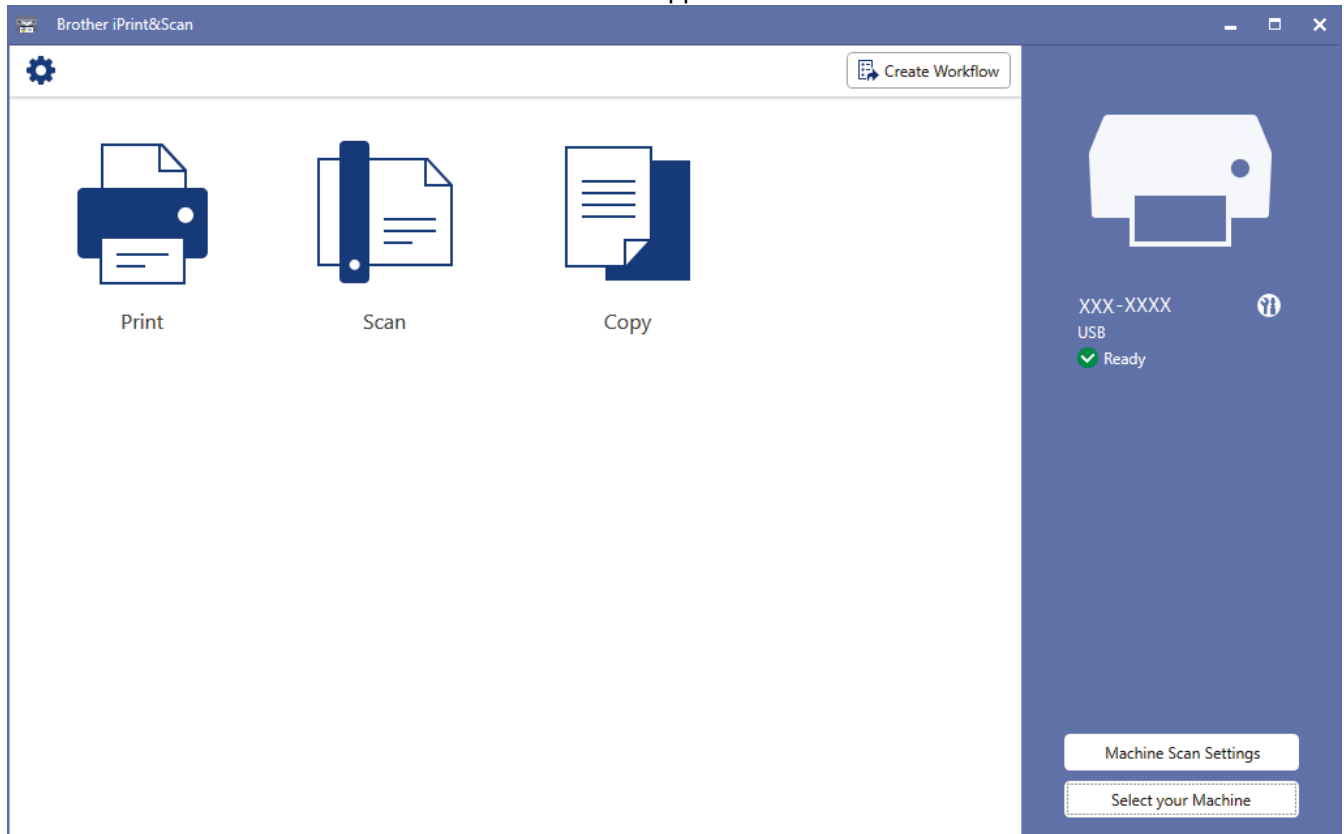 Brother iPrint&Scan
Create Workflow
Print
Scan
Copy
XXX-XXXX
USB
Ready
Machine Scan Settings
Select your Machine